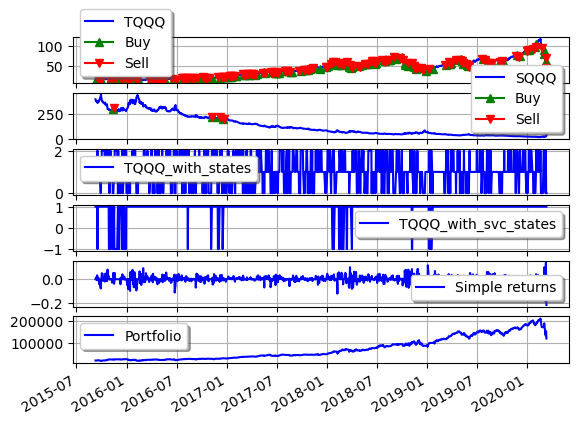 TQQQ
Buy
Sell
100
50
SQQQ
Buy
Sell
250
0
2
0
TQQQ_with_states
1
0
−1
TQQQ_with_svc_states
0.0
−0.2
Simple returns
200000
100000
Portfolio
2015-07
2016-01
2016-07
2017-01
2017-07
2018-01
2018-07
2019-01
2019-07
2020-01